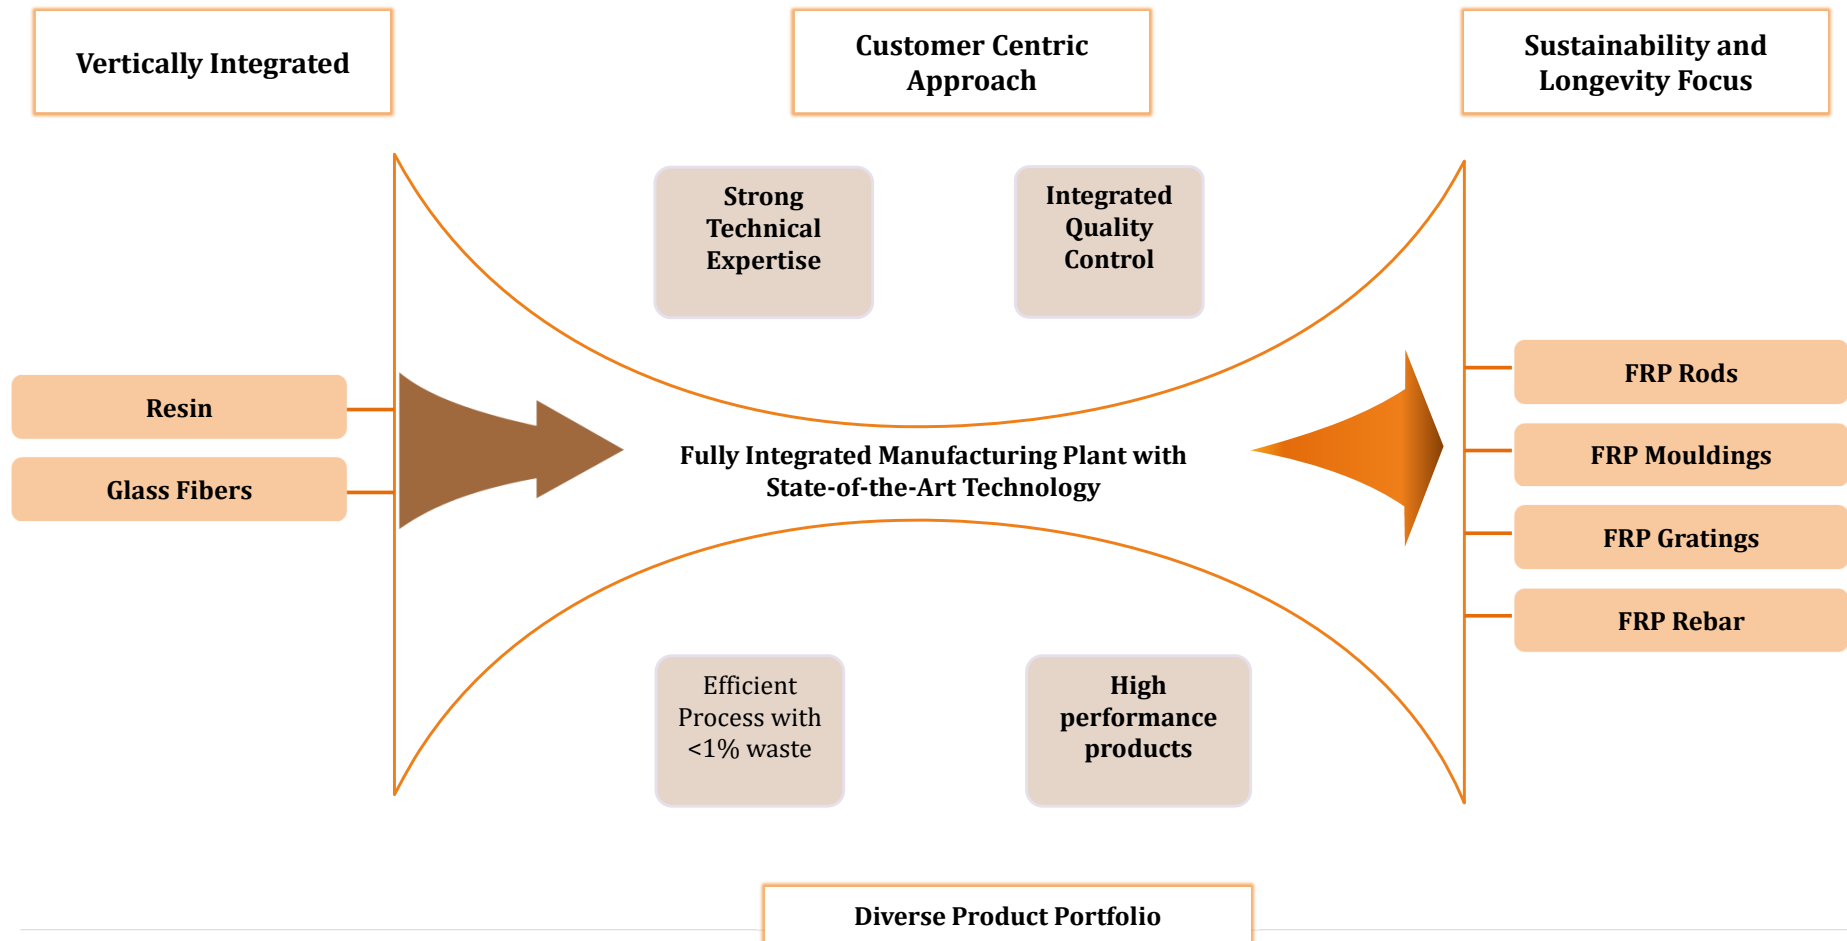 Vertically Integrated
Customer Centric
Approach
Sustainability and
Longevity Focus
Strong
Technical
Expertise
Integrated
Quality
Control
Resin
Glass Fibers
Fully Integrated Manufacturing Plant with
State-of-the-Art Technology
FRP Rods
FRP Mouldings
FRP Gratings
FRP Rebar
Efficient
Process with
<1% waste
High
performance
products
Diverse Product Portfolio